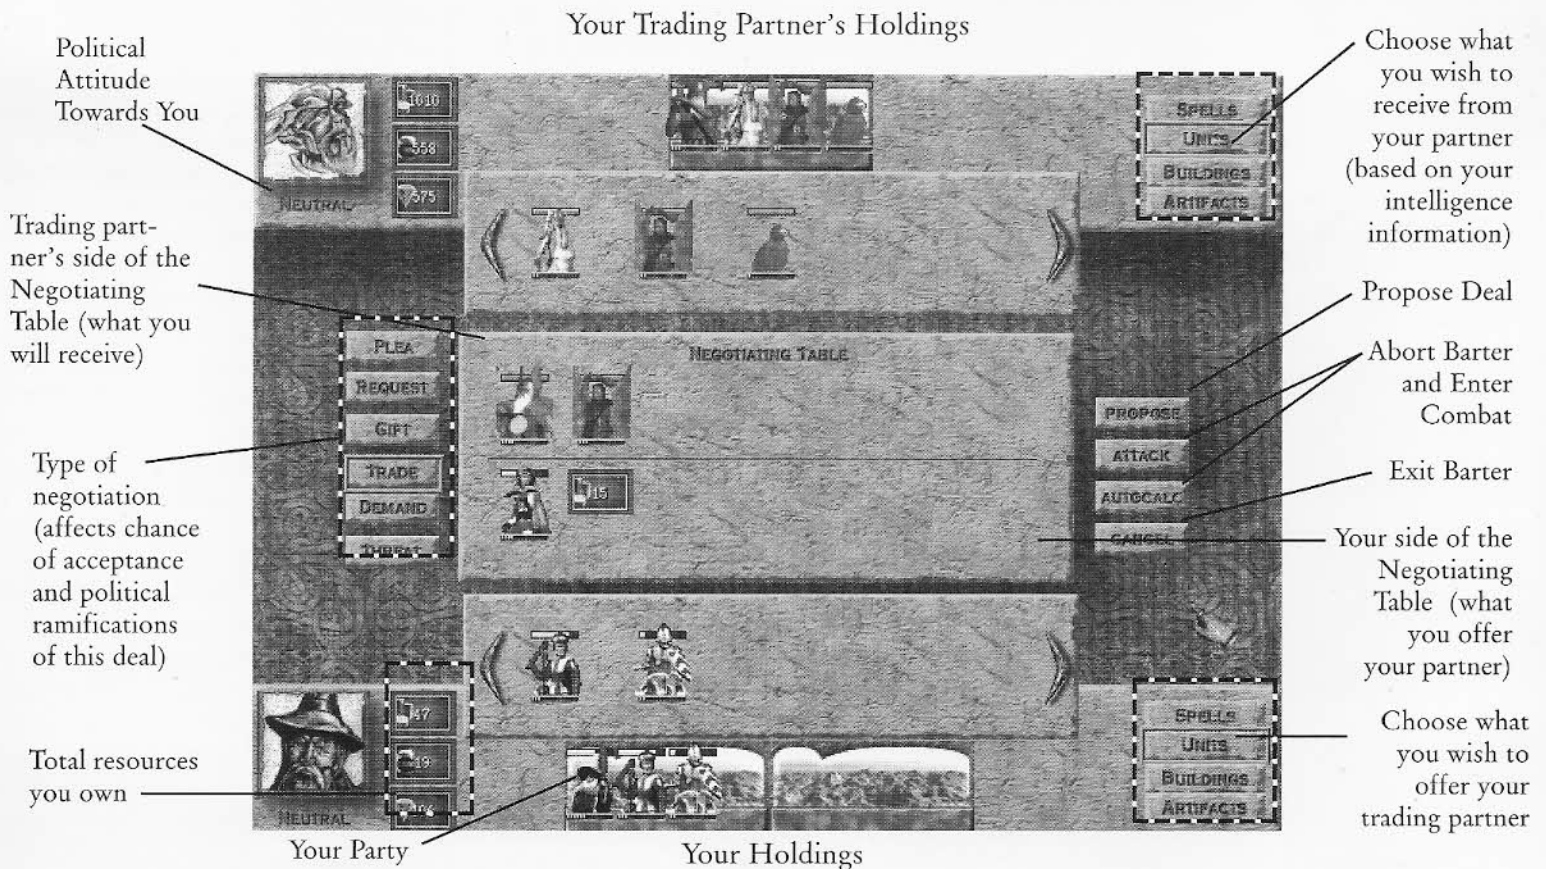 Your Trading Partner's Holdings
Political
Attitude
Towards You
1010
558
575
NEUTRAL
SPELLS
UNITS
BUILDINGS
ARTIFACTS
Choose what
you wish to
receive from
your partner
(based on your
intelligence
information)
Trading part-
ner's side of the
Negotiating
Table (what you
will receive)
PLEA
REQUEST
GIFT
TRADE
DEMAND
THREAT
NEGOTIATING TABLE
15
PROPOSE
ATTACK
AUTOCALC
CANCEL
Propose Deal
Abort Barter
and Enter
Combat
Exit Barter
Type of
negotiation
(affects chance
of acceptance
and political
ramifications
of this deal)
Your side of the
Negotiating
Table (what
you offer
your partner)
47
19
NEUTRAL
SPELLS
UNITS
BUILDINGS
ARTIFACTS
Total resources
you own
Choose what
you wish to
offer your
trading partner
Your Party
Your Holdings